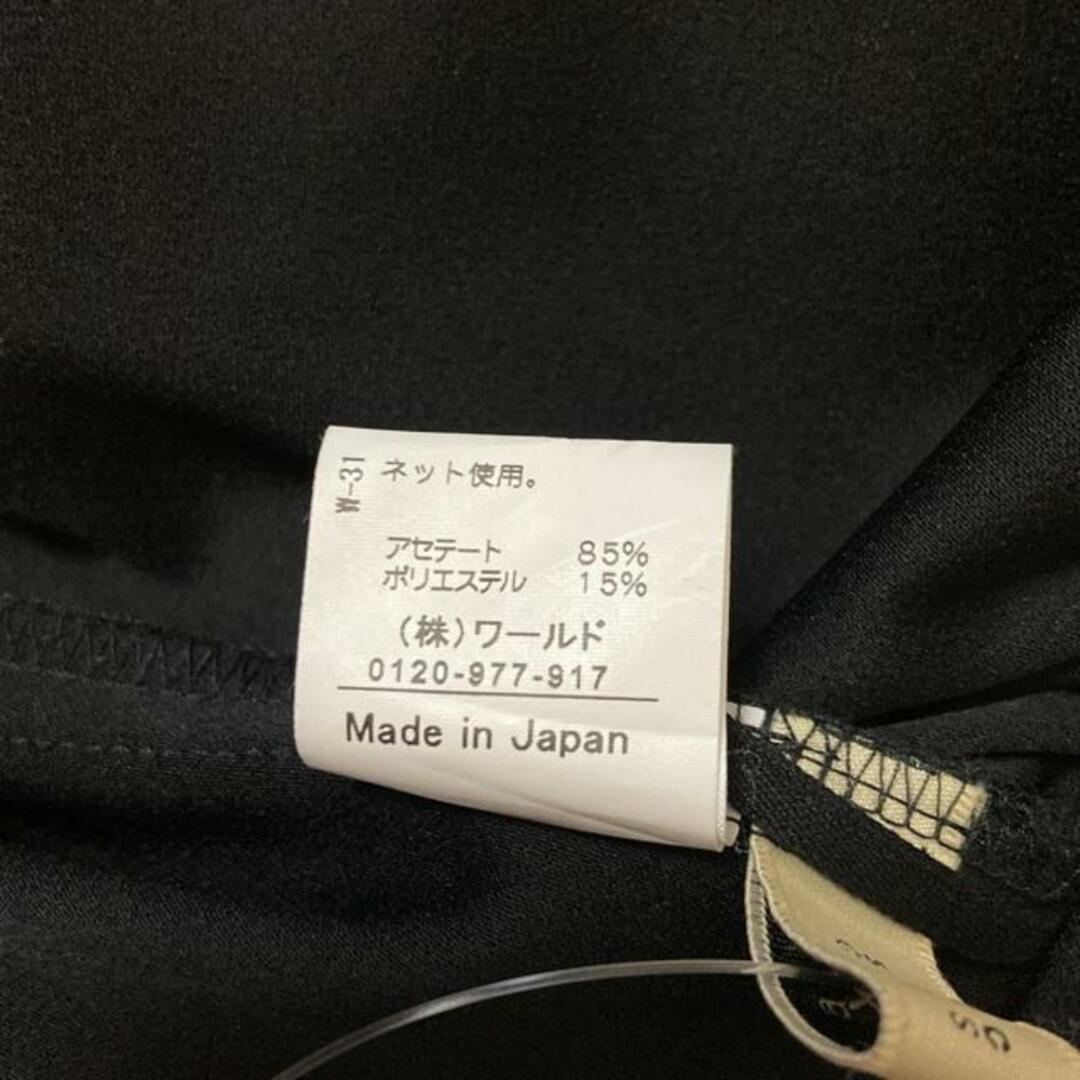 W-31
ネット使用。
アセテート 85%
ポリエステル 15%
(株)ワールド
0120-977-917
Made in Japan